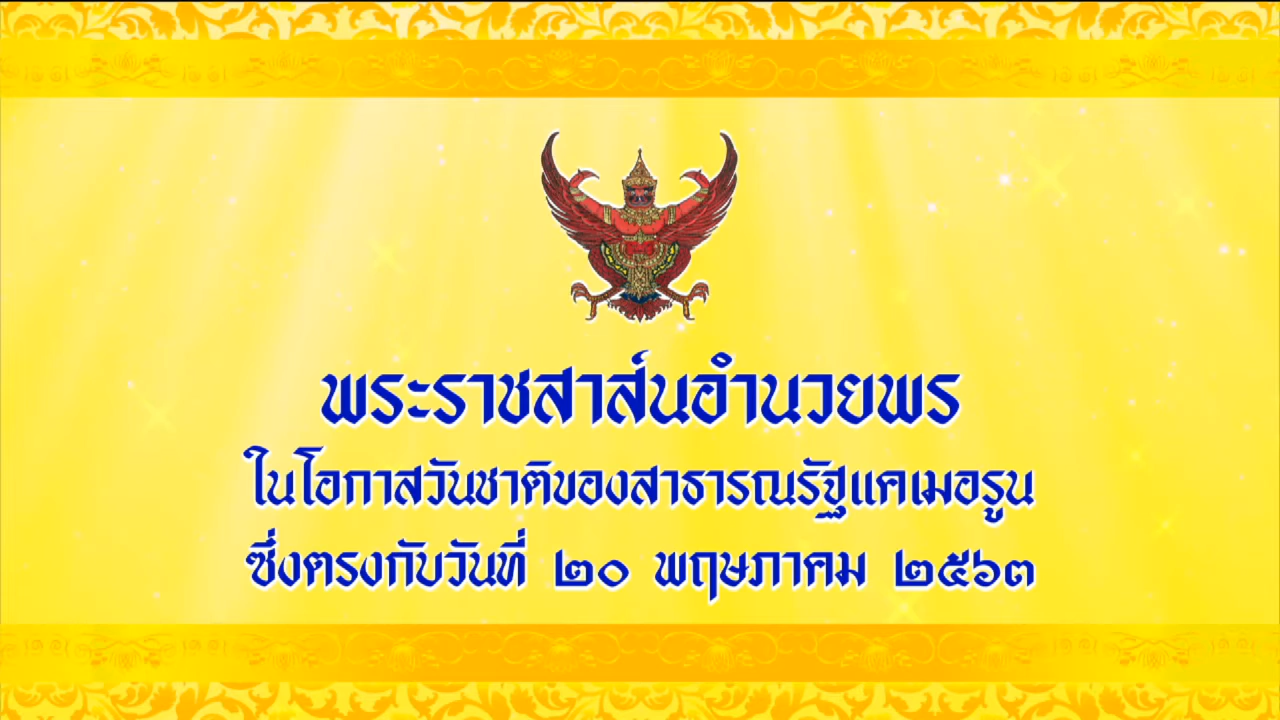 พระราชสาส์นอำนวยพร
ในโอกาสวันชาติของสาธารณรัฐแคเมอรูน
ซึ่งตรงกับวันที่ ๒๐ พฤษภาคม ๒๕๖๓